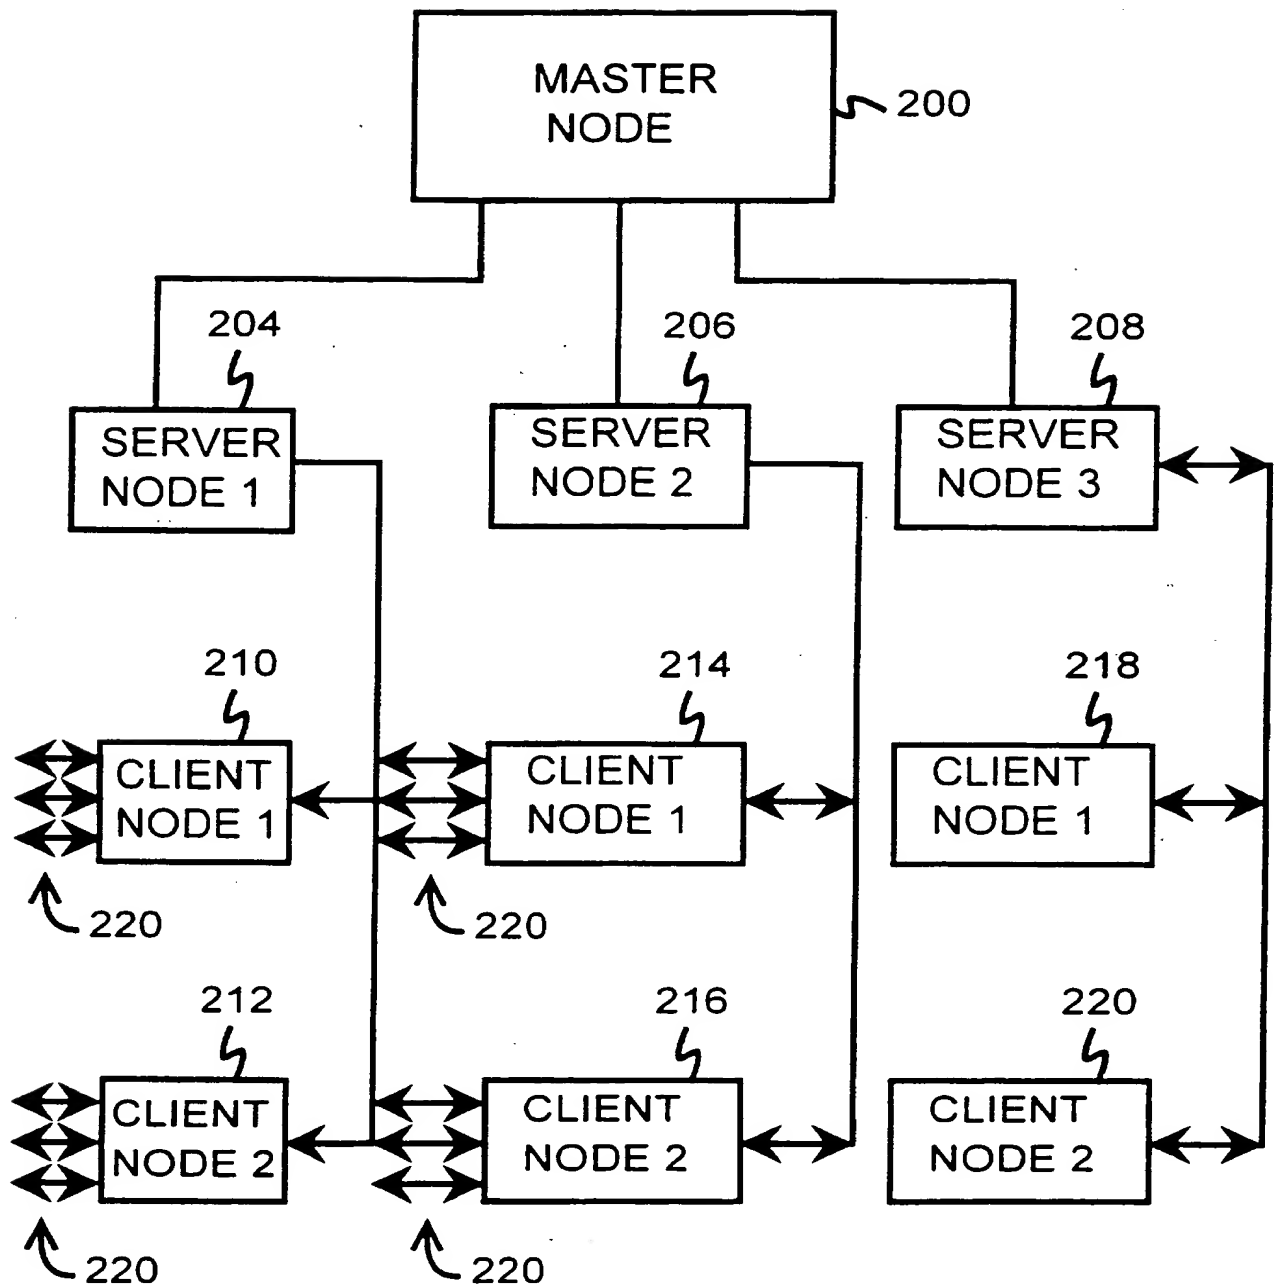 MASTER
NODE
200
204
206
208
SERVER
NODE 1
SERVER
NODE 2
SERVER
NODE 3
210
214
218
CLIENT
NODE 1
CLIENT
NODE 1
CLIENT
NODE 1
220
220
212
216
220
CLIENT
NODE 2
CLIENT
NODE 2
CLIENT
NODE 2
220
220